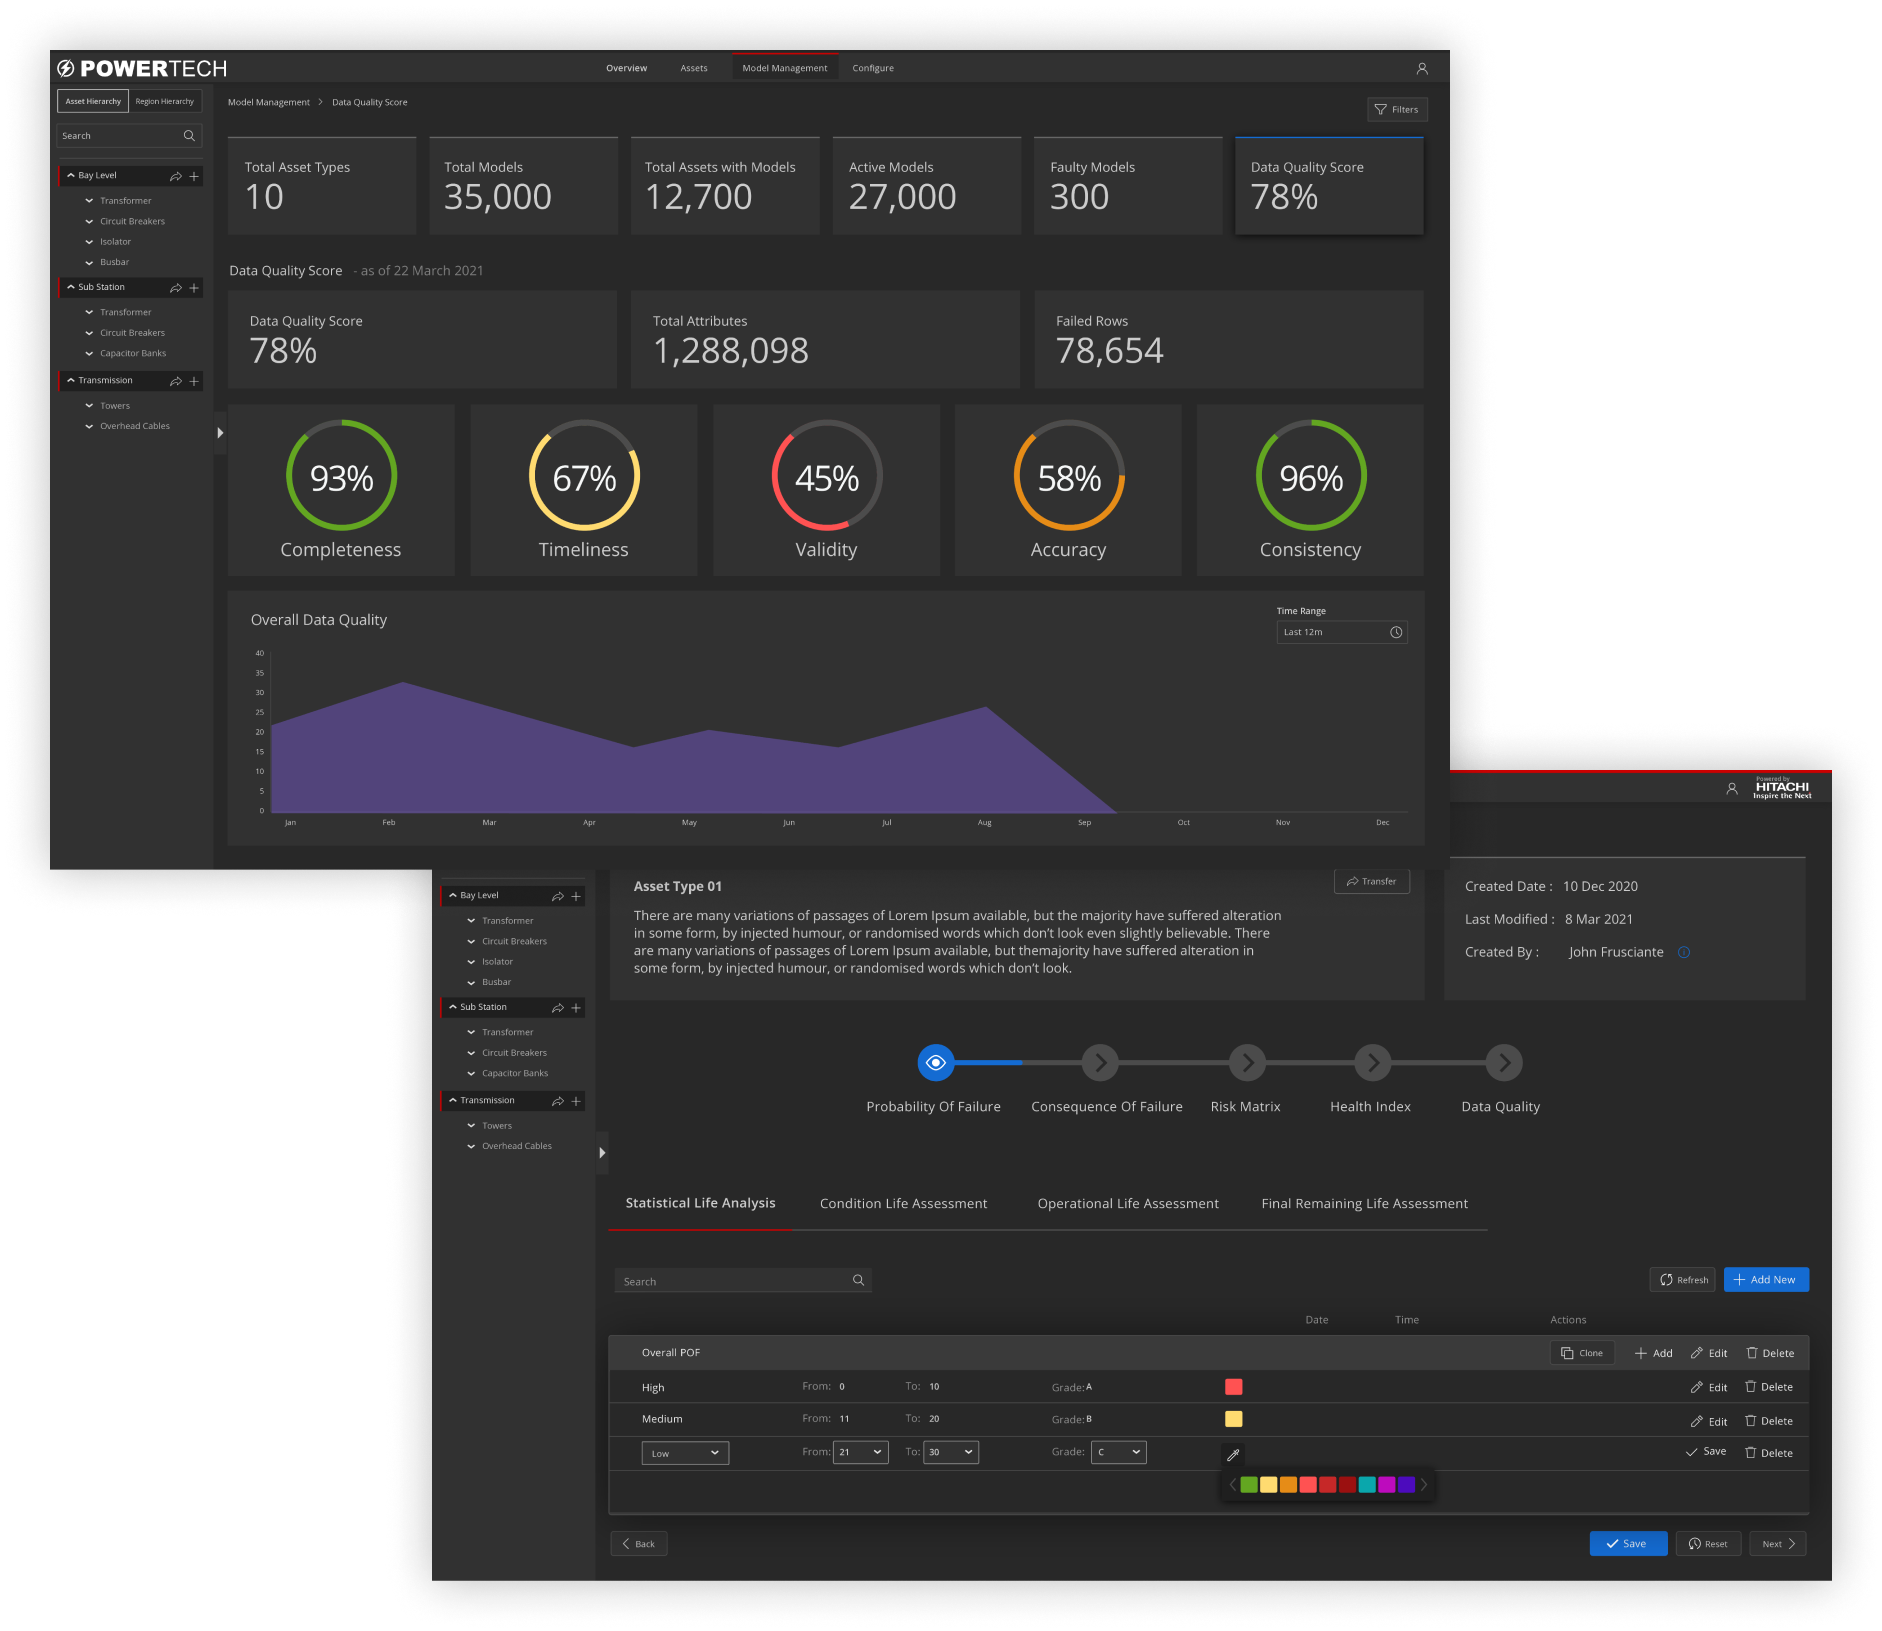 POWERTECH
Overview Assets Model Management Configure
Asset Hierarchy Region Hierarchy
Search
Bay Level
Transformer
Circuit Breakers
Isolator
Busbar
Sub Station
Transformer
Circuit Breakers
Capacitor Banks
Transmission
Towers
Overhead Cables
Model Management > Data Quality Score
Filters
Total Asset Types
10
Total Models
35,000
Total Assets with Models
12,700
Active Models
27,000
Faulty Models
300
Data Quality Score
78%
Data Quality Score - as of 22 March 2021
Data Quality Score
78%
Total Attributes
1,288,098
Failed Rows
78,654
93%
Completeness
67%
Timeliness
45%
Validity
58%
Accuracy
96%
Consistency
Overall Data Quality
Time Range
Last 12m
40
35
30
25
20
15
10
5
0
Jan Feb Mar Apr May Jun Jul Aug Sep Oct Nov Dec
Powered by
HITACHI
Inspire the Next
Bay Level
Transformer
Circuit Breakers
Isolator
Busbar
Sub Station
Transformer
Circuit Breakers
Capacitor Banks
Transmission
Towers
Overhead Cables
Asset Type 01
Transfer
There are many variations of passages of Lorem Ipsum available, but the majority have suffered alteration
in some form, by injected humour, or randomised words which don't look even slightly believable. There
are many variations of passages of Lorem Ipsum available, but themajority have suffered alteration in
some form, by injected humour, or randomised words which don't look.
Created Date : 10 Dec 2020
Last Modified : 8 Mar 2021
Created By : John Frusciante
Probability Of Failure Consequence Of Failure Risk Matrix Health Index Data Quality
Statistical Life Analysis Condition Life Assessment Operational Life Assessment Final Remaining Life Assessment
Search
Refresh
Add New
Date Time Actions
Overall POF Clone Add Edit Delete
High From: 0 To: 10 Grade: A Edit Delete
Medium From: 11 To: 20 Grade: B Edit Delete
Low From: 21 To: 30 Grade: C Save Delete
Back Save Reset Next